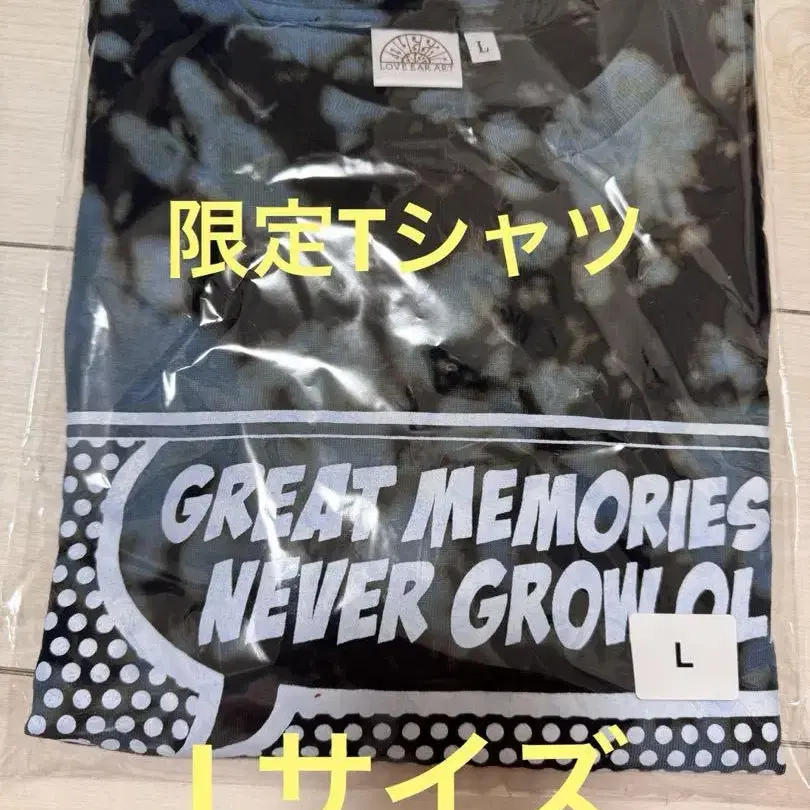 LOVE EAR ART
L
限定Tシャツ
GREAT MEMORIES
NEVER GROW OL
L
Lサイズ